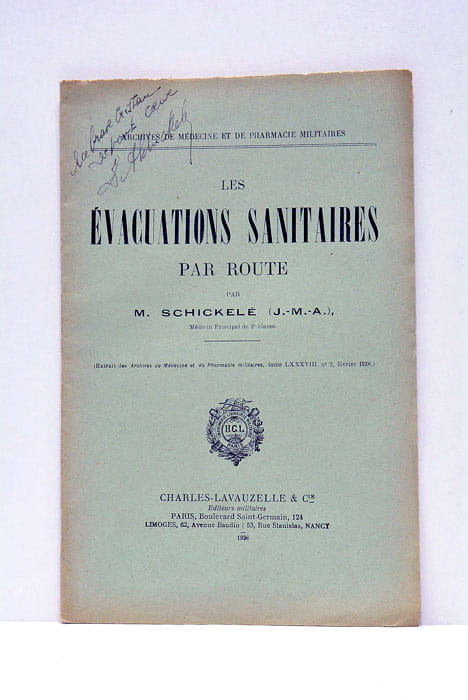 ARCHIVES DE MÉDECINE ET DE PHARMACIE MILITAIRES
LES
ÉVACUATIONS SANITAIRES
PAR ROUTE
PAR
M. SCHICKELÉ (J.-M.-A.),
Médecin Principal de 2e classe.
(Extrait des Archives de Médecine et de Pharmacie militaires, tome LXXXVIII, n° 2, février 1928.)
H.C.L.
PARIS
CHARLES-LAVAUZELLE & Cie
Editeurs militaires
PARIS, Boulevard Saint-Germain, 124
LIMOGES, 62, Avenue Baudin | 53, Rue Stanislas, NANCY
1928